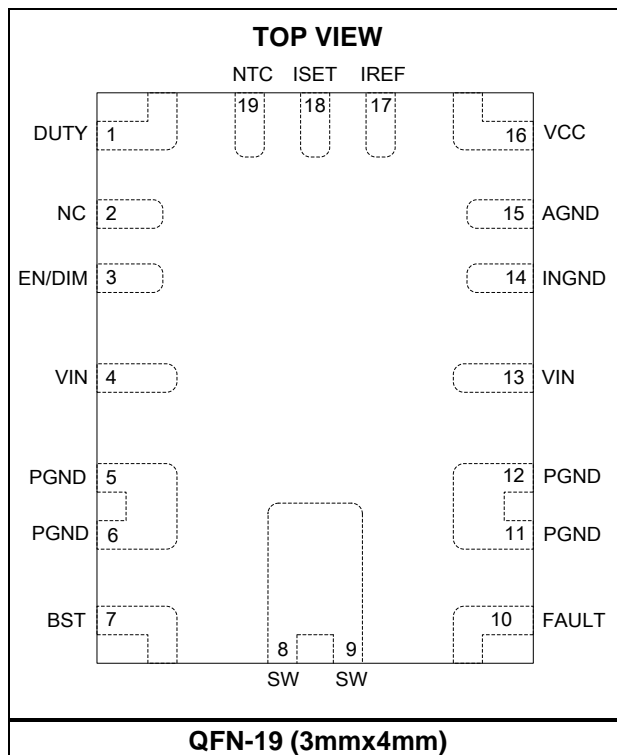 TOP VIEW
NTC ISET IREF
19 18 17
DUTY 1 16 VCC
NC 2 15 AGND
EN/DIM 3 14 INGND
VIN 4 13 VIN
PGND 5 12 PGND
PGND 6 11 PGND
BST 7 10 FAULT
8 9
SW SW
QFN-19 (3mmx4mm)